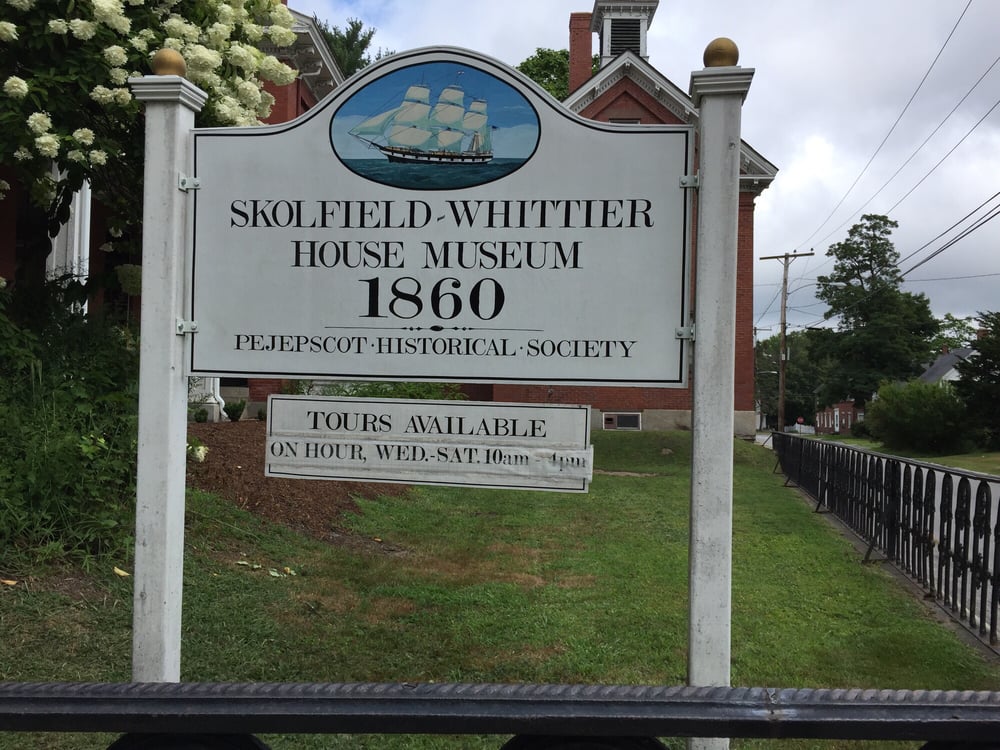 SKOLFIELD-WHITTIER
HOUSE MUSEUM
1860
PEJEPSCOT·HISTORICAL·SOCIETY
TOURS AVAILABLE
ON HOUR, WED.-SAT. 10am - 4pm